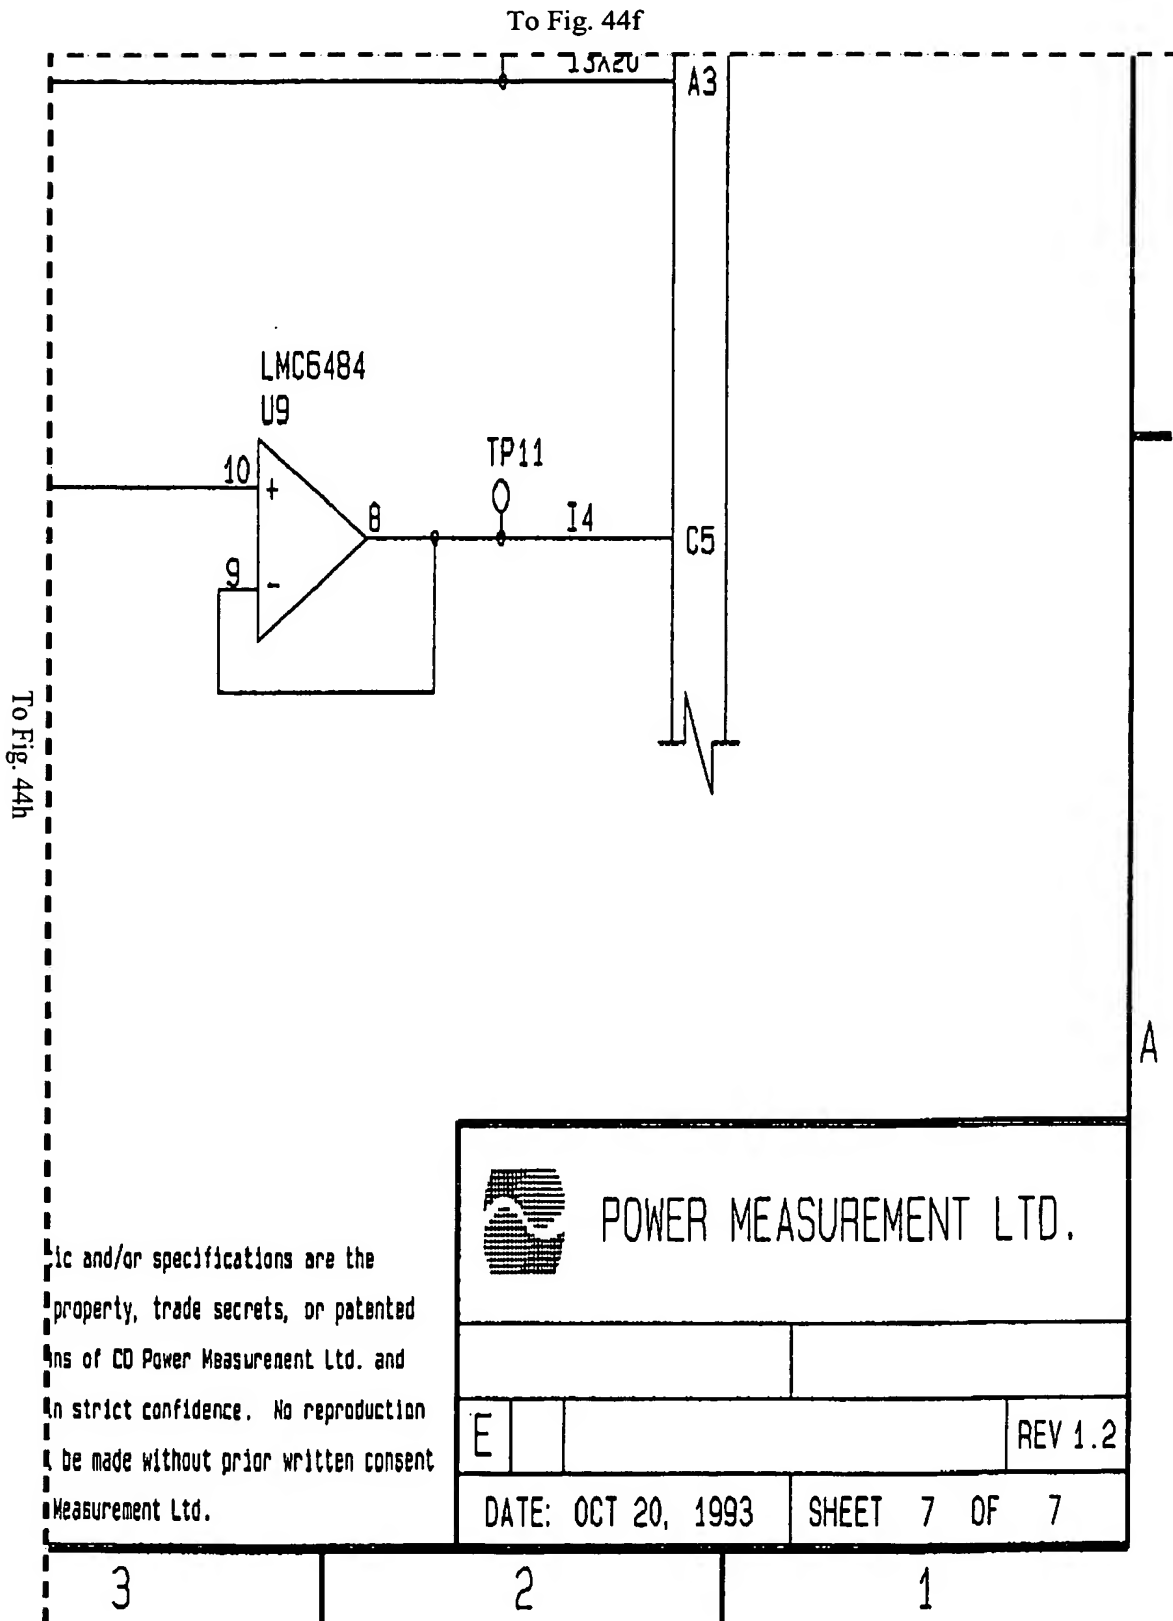 To Fig. 44f
A3
LMC6484
U9
10
+
TP11
8
I4
C5
9
-
To Fig. 44h
A
POWER MEASUREMENT LTD.
ic and/or specifications are the
property, trade secrets, or patented
ns of CD Power Measurement Ltd. and
n strict confidence. No reproduction
be made without prior written consent
Measurement Ltd.
E
REV 1.2
DATE: OCT 20, 1993
SHEET 7 OF 7
3
2
1